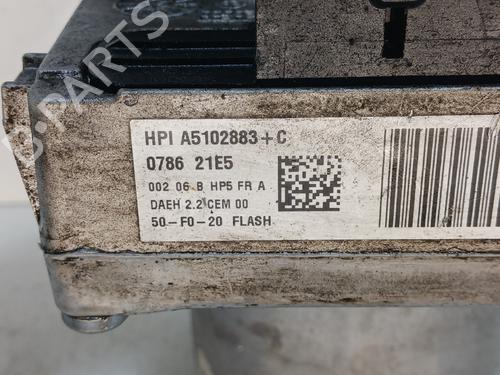 B-PARTS
HPI A5102883+C
0786 21E5
002 06 B HP5 FR A
DAEH 2.2 CEM 00
50-F0-20 FLASH